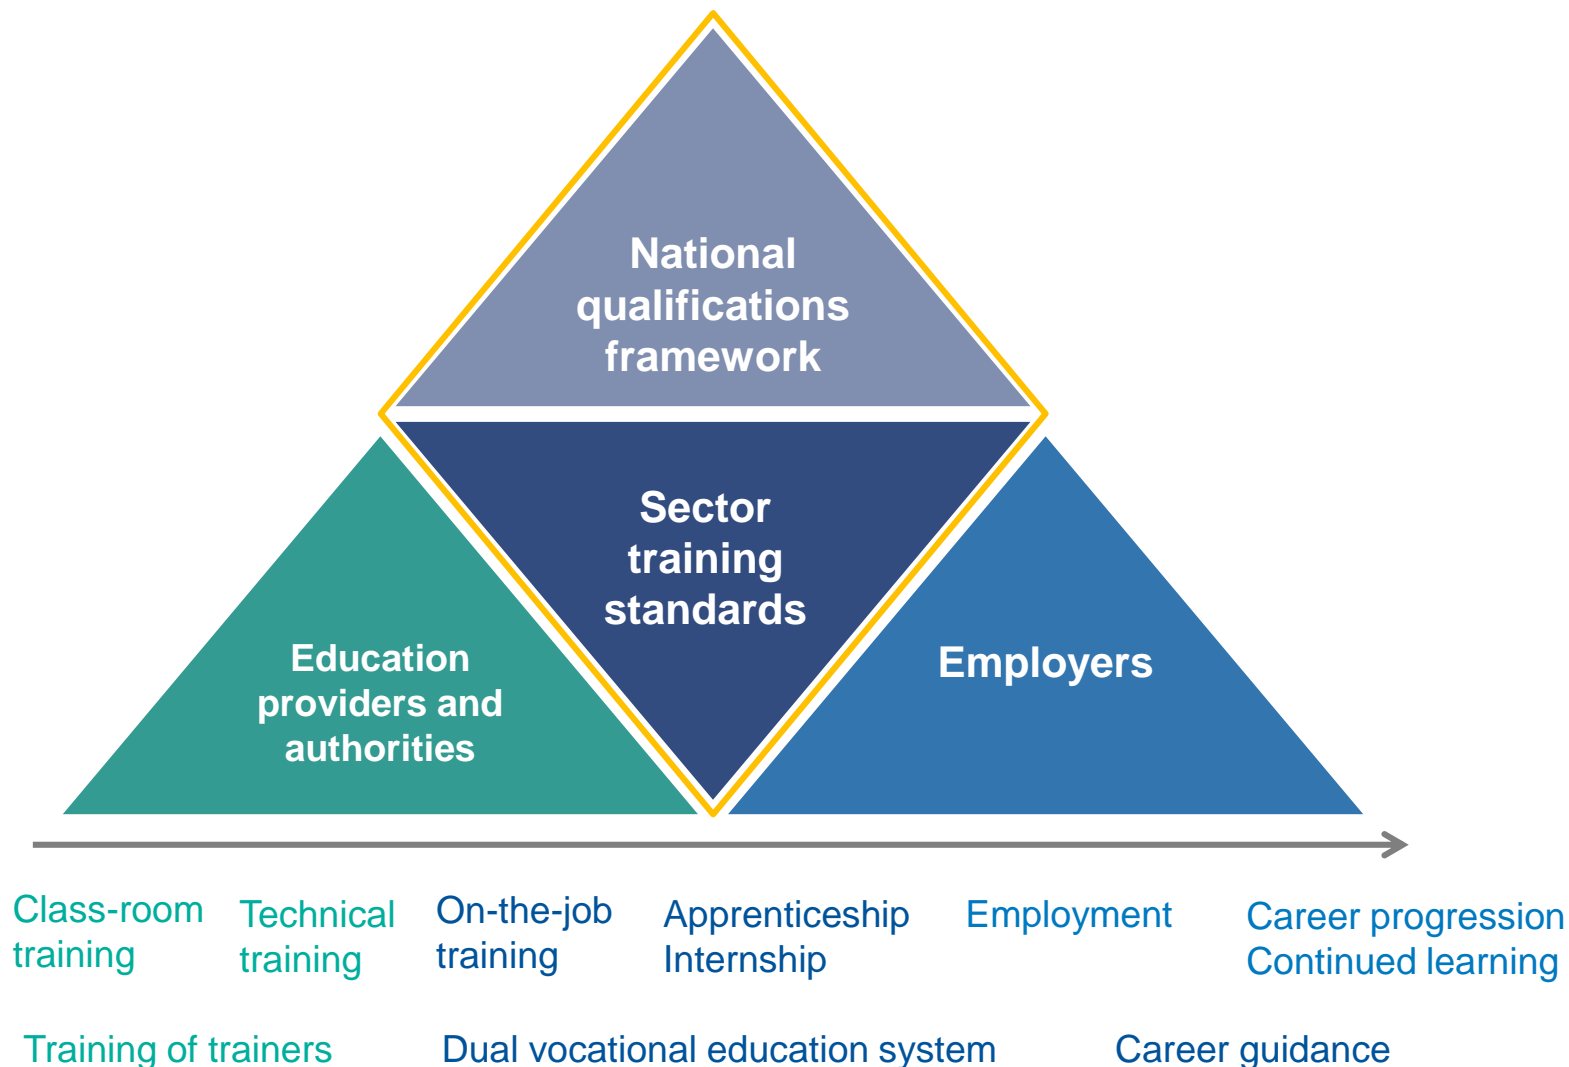 National
qualifications
framework
Sector
training
standards
Education
providers and
authorities
Employers
Class-room
training
Technical
training
On-the-job
training
Apprenticeship
Internship
Employment
Career progression
Continued learning
Training of trainers
Dual vocational education system
Career guidance